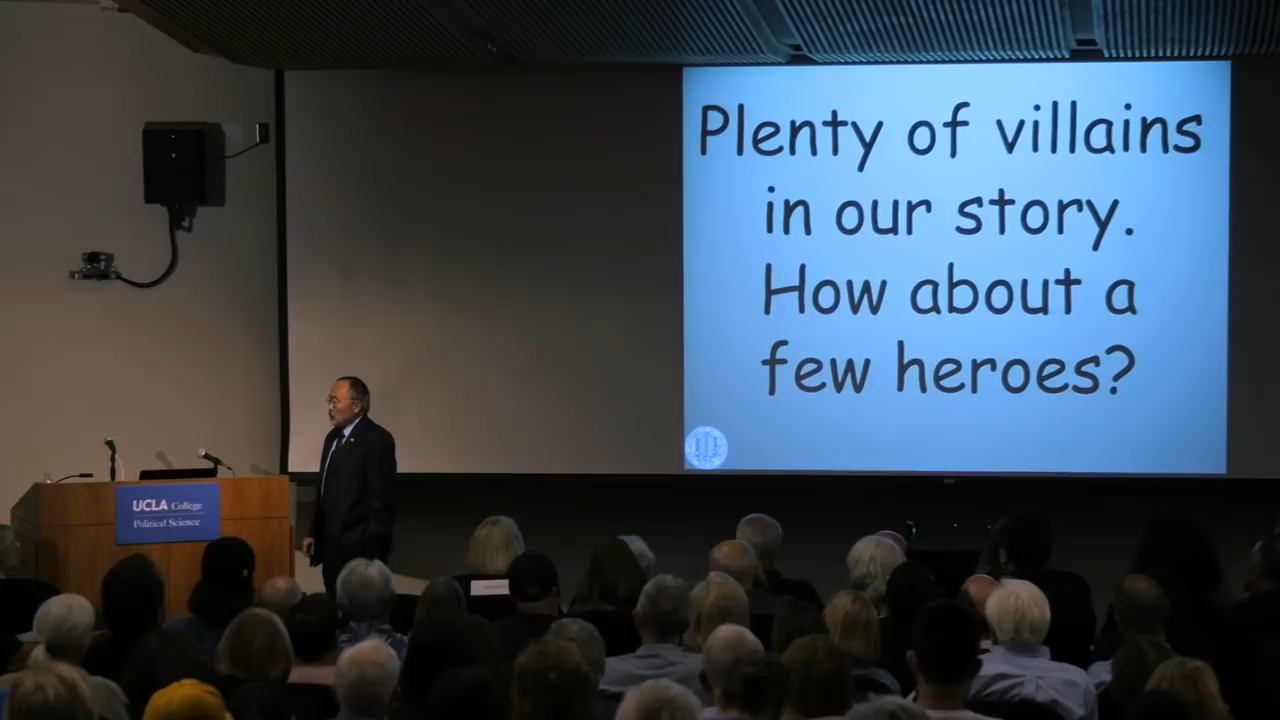 Plenty of villains
in our story.
How about a
few heroes?
UCLA College
Political Science